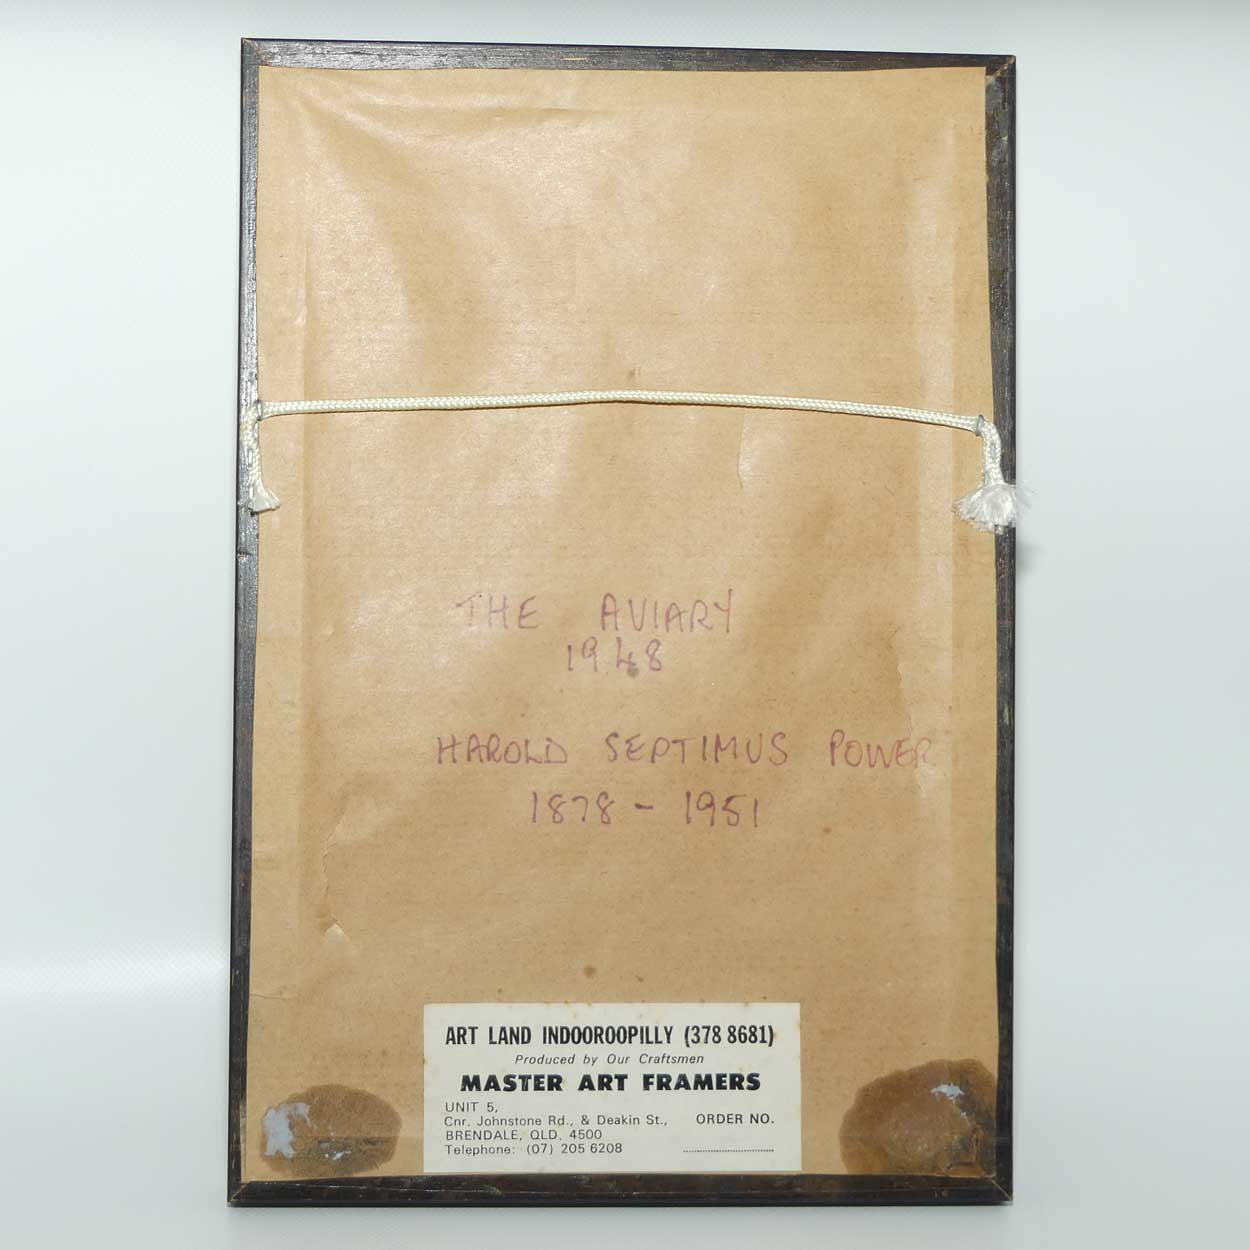 THE AVIARY
1948
HAROLD SEPTIMUS POWER
1878 - 1951
ART LAND INDOOROOPILLY (378 8681)
Produced by Our Craftsmen
MASTER ART FRAMERS
UNIT 5,
Cnr. Johnstone Rd., & Deakin St.,
BRENDALE, QLD. 4500
Telephone: (07) 205 6208
ORDER NO.